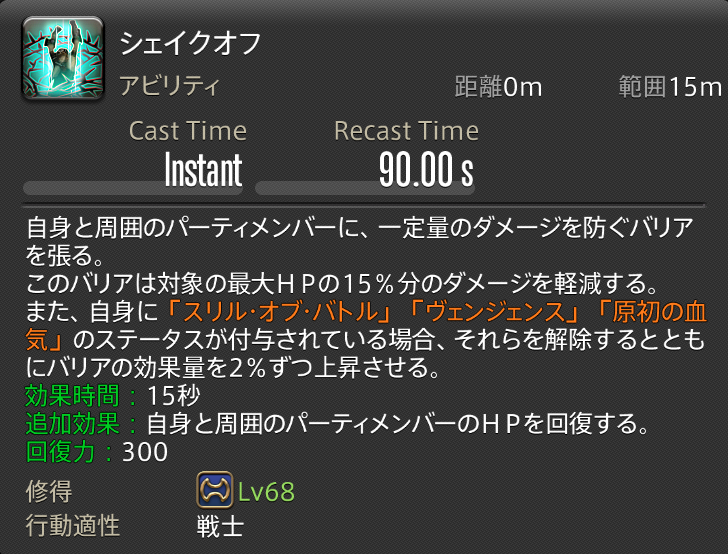 シェイクオフ
アビリティ 距離0m 範囲15m
Cast Time Recast Time
Instant 90.00 s
自身と周囲のパーティメンバーに、一定量のダメージを防ぐバリア
を張る。
このバリアは対象の最大ＨＰの15％分のダメージを軽減する。
また、自身に「スリル・オブ・バトル」「ヴェンジェンス」「原初の血
気」のステータスが付与されている場合、それらを解除するととも
にバリアの効果量を2％ずつ上昇させる。
効果時間：15秒
追加効果：自身と周囲のパーティメンバーのＨＰを回復する。
回復力：300
修得 Lv68
行動適性 戦士